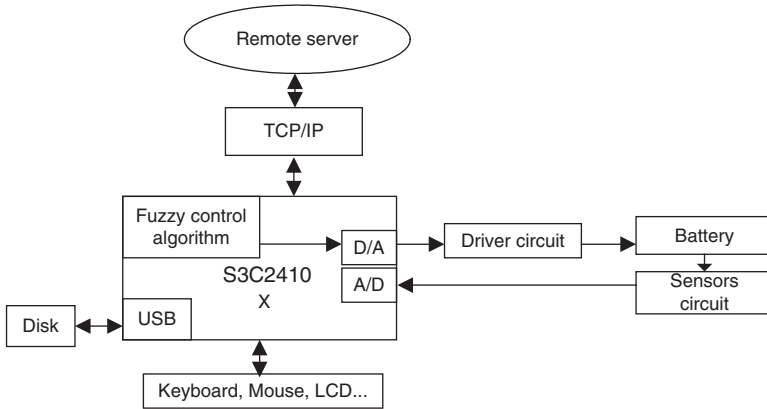 Remote server
TCP/IP
Fuzzy control
algorithm
D/A
Driver circuit
Battery
S3C2410
X
A/D
Sensors
circuit
Disk
USB
Keyboard, Mouse, LCD...